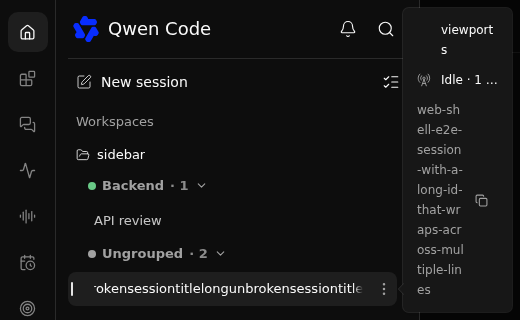 Qwen Code
New session
Workspaces
sidebar
Backend · 1
API review
Ungrouped · 2
rokensessiontitlelongunbrokensessiontitle
viewport
s
Idle · 1 ...
web-sh
ell-e2e-
session
-with-a-
long-id-
that-wr
aps-acr
oss-mul
tiple-lin
es